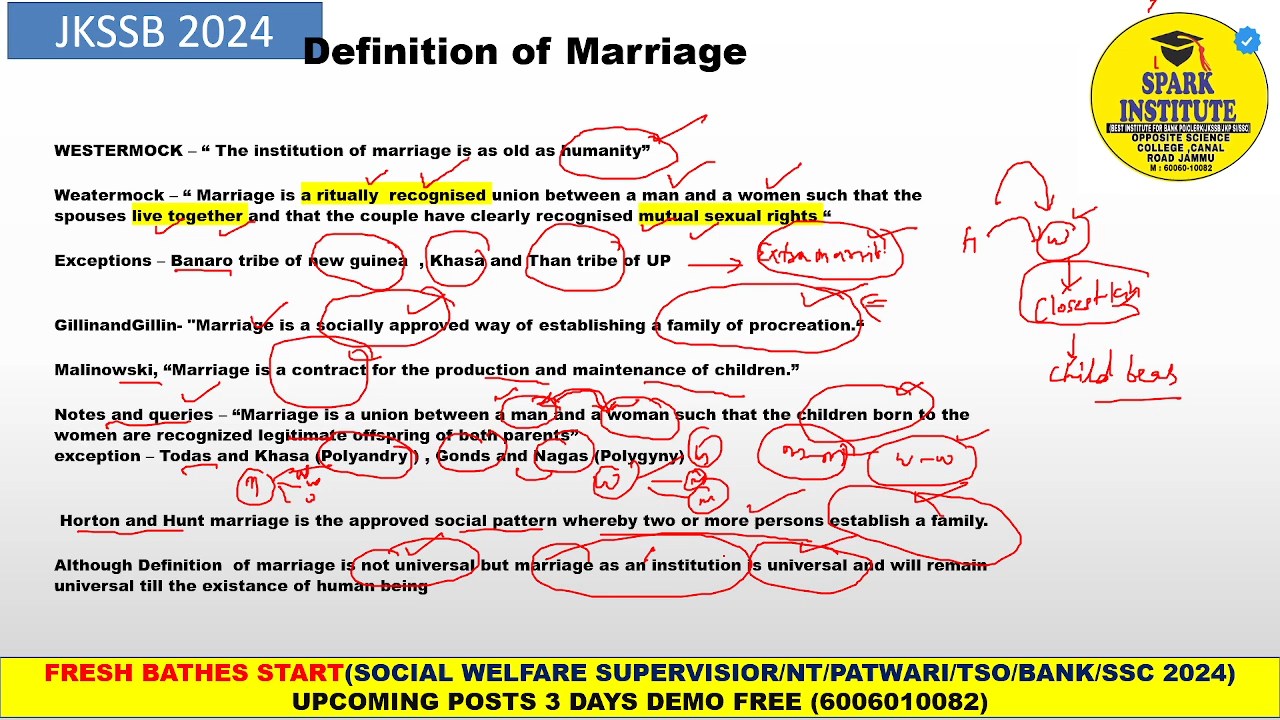 JKSSB 2024
Definition of Marriage
SPARK
INSTITUTE
(BEST INSTITUTE FOR BANK PO/CLERK/JKSSB/JKP SI/SSC)
OPPOSITE SCIENCE
COLLEGE ,CANAL
ROAD JAMMU
M : 60060-10082
WESTERMOCK – “ The institution of marriage is as old as humanity”
Weatermock – “ Marriage is a ritually recognised union between a man and a women such that the
spouses live together and that the couple have clearly recognised mutual sexual rights “
Exceptions – Banaro tribe of new guinea , Khasa and Than tribe of UP
GillinandGillin- "Marriage is a socially approved way of establishing a family of procreation.“
Malinowski, “Marriage is a contract for the production and maintenance of children.”
Notes and queries – “Marriage is a union between a man and a woman such that the children born to the
women are recognized legitimate offspring of both parents”
exception – Todas and Khasa (Polyandry ) , Gonds and Nagas (Polygyny)
Horton and Hunt marriage is the approved social pattern whereby two or more persons establish a family.
Although Definition of marriage is not universal but marriage as an institution is universal and will remain
universal till the existance of human being
w
child bear
m-m
w-w
FRESH BATHES START(SOCIAL WELFARE SUPERVISIOR/NT/PATWARI/TSO/BANK/SSC 2024)
UPCOMING POSTS 3 DAYS DEMO FREE (6006010082)